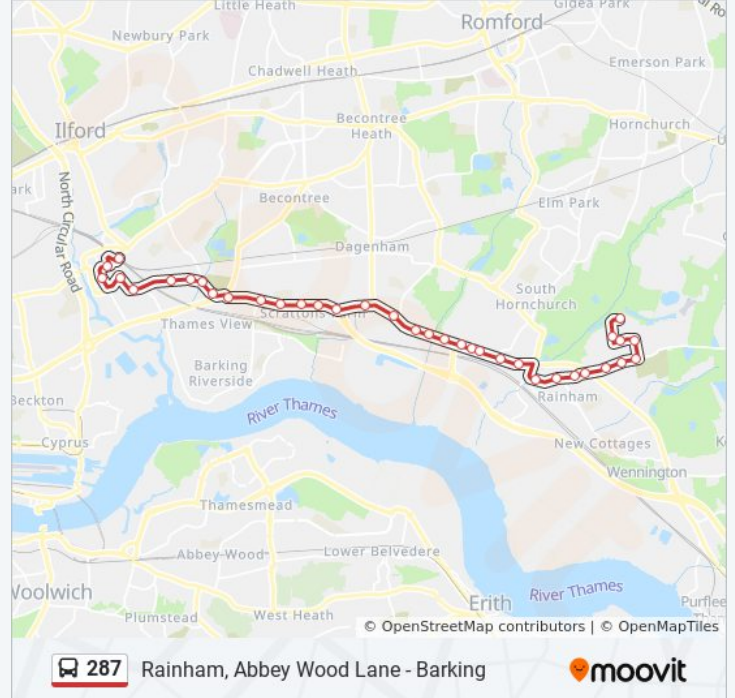 Little Heath
Gidea Park
Romford
Newbury Park
Emerson Park
Chadwell Heath
Becontree
Heath
Hornchurch
Ilford
North Circular Road
ark
Becontree
Elm Park
Dagenham
South
Hornchurch
Thames View
Barking
Riverside
Rainham
Beckton
River Thames
Cyprus
New Cottages
Wennington
Thamesmead
Abbey Wood
Lower Belvedere
Woolwich
River Thames
Erith
Purflee
Plumstead
West Heath
© OpenStreetMap contributors | © OpenMapTiles
287 Rainham, Abbey Wood Lane - Barking
moovit